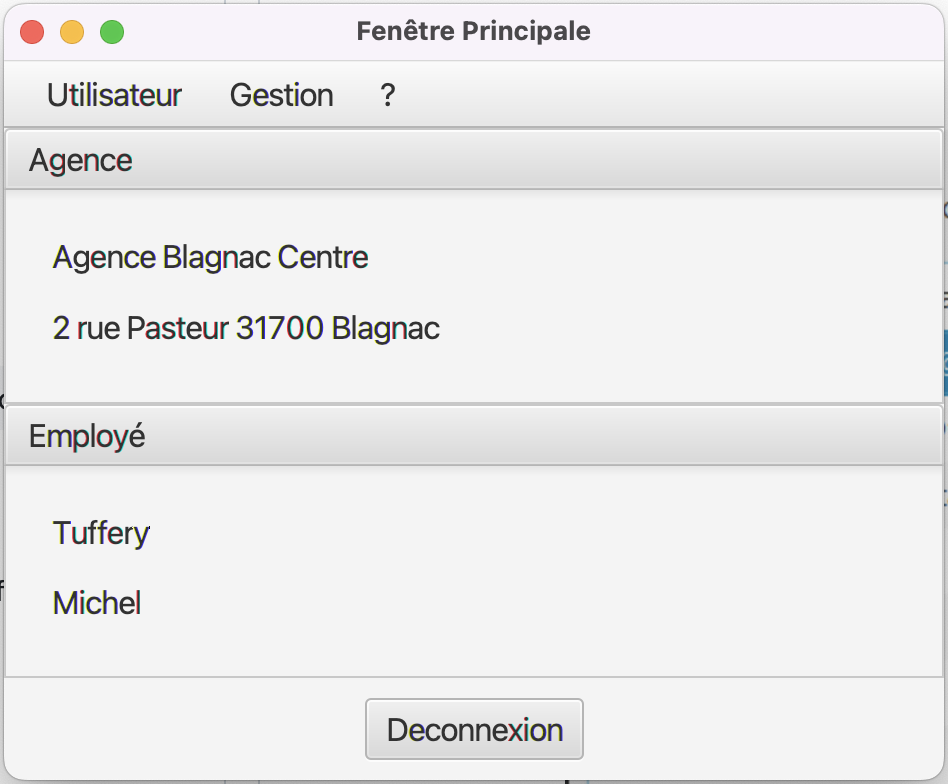 Fenêtre Principale
Utilisateur Gestion ?
Agence
Agence Blagnac Centre
2 rue Pasteur 31700 Blagnac
Employé
Tuffery
Michel
Deconnexion